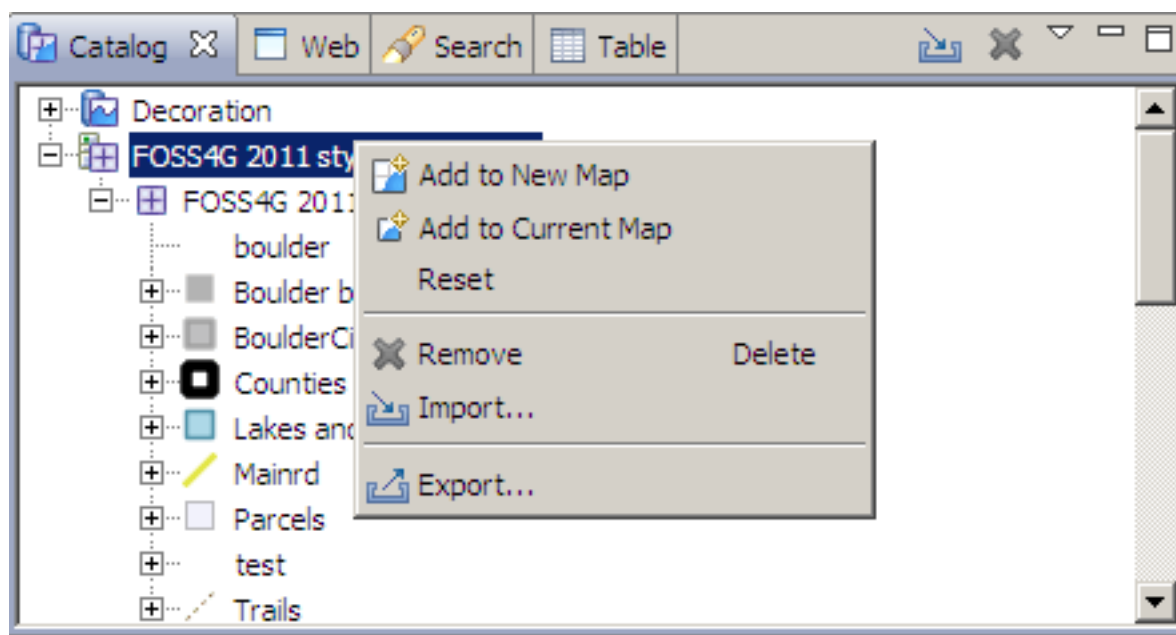 Catalog Web Search Table
Decoration
FOSS4G 2011 sty
FOSS4G 2011
boulder
Boulder b
BoulderCi
Counties
Lakes and
Mainrd
Parcels
test
Trails
Add to New Map
Add to Current Map
Reset
Remove Delete
Import...
Export...